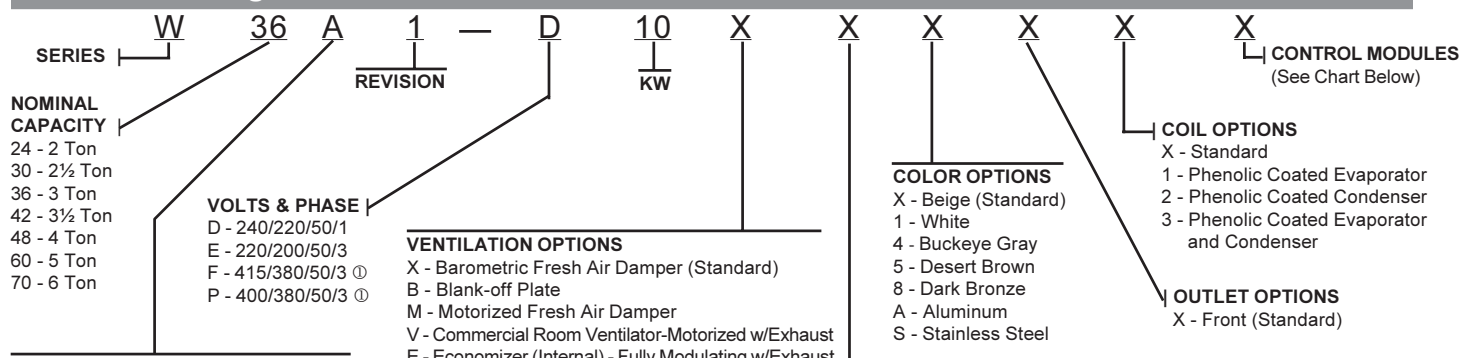 W 36 A 1 — D 10 X X X X X X
SERIES
REVISION
KW
CONTROL MODULES
(See Chart Below)
NOMINAL
CAPACITY
24 - 2 Ton
30 - 2½ Ton
36 - 3 Ton
42 - 3½ Ton
48 - 4 Ton
60 - 5 Ton
70 - 6 Ton
VOLTS & PHASE
D - 240/220/50/1
E - 220/200/50/3
F - 415/380/50/3 ①
P - 400/380/50/3 ①
VENTILATION OPTIONS
X - Barometric Fresh Air Damper (Standard)
B - Blank-off Plate
M - Motorized Fresh Air Damper
V - Commercial Room Ventilator-Motorized w/Exhaust
E - Economizer (Internal) - Fully Modulating w/Exhaust
COLOR OPTIONS
X - Beige (Standard)
1 - White
4 - Buckeye Gray
5 - Desert Brown
8 - Dark Bronze
A - Aluminum
S - Stainless Steel
COIL OPTIONS
X - Standard
1 - Phenolic Coated Evaporator
2 - Phenolic Coated Condenser
3 - Phenolic Coated Evaporator
and Condenser
OUTLET OPTIONS
X - Front (Standard)